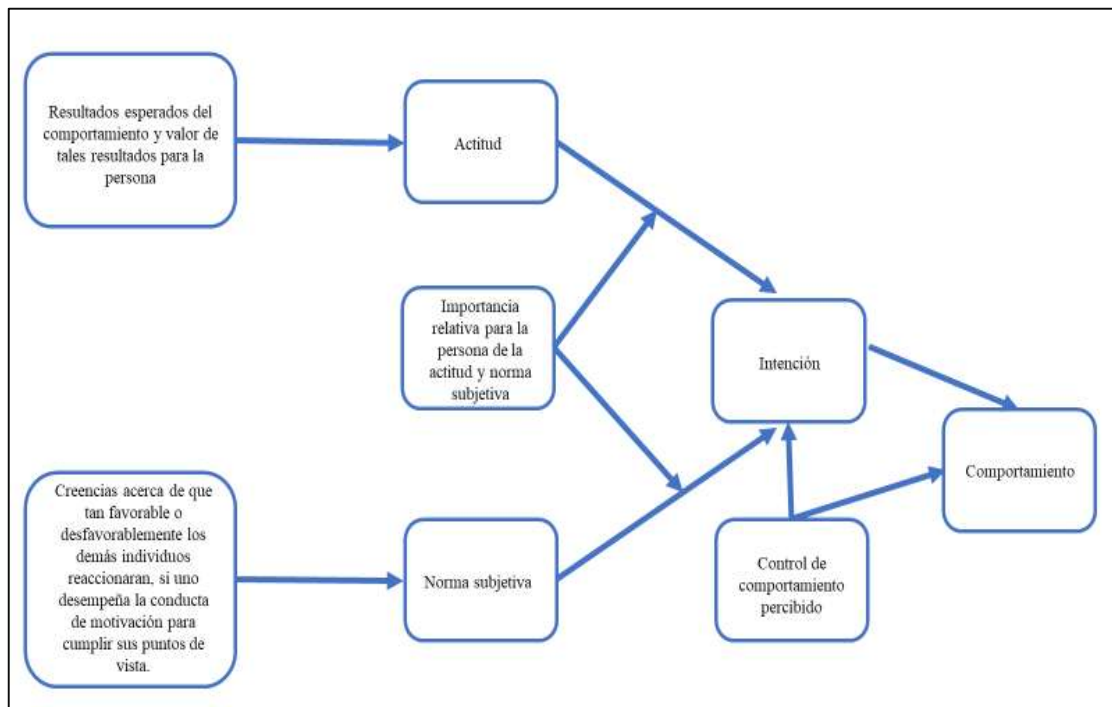 Resultados esperados del
comportamiento y valor de
tales resultados para la
persona
Actitud
Importancia
relativa para la
persona de la
actitud y norma
subjetiva
Intención
Comportamiento
Creencias acerca de que
tan favorable o
desfavorablemente los
demás individuos
reaccionaran, si uno
desempeña la conducta
de motivación para
cumplir sus puntos de
vista.
Norma subjetiva
Control de
comportamiento
percibido